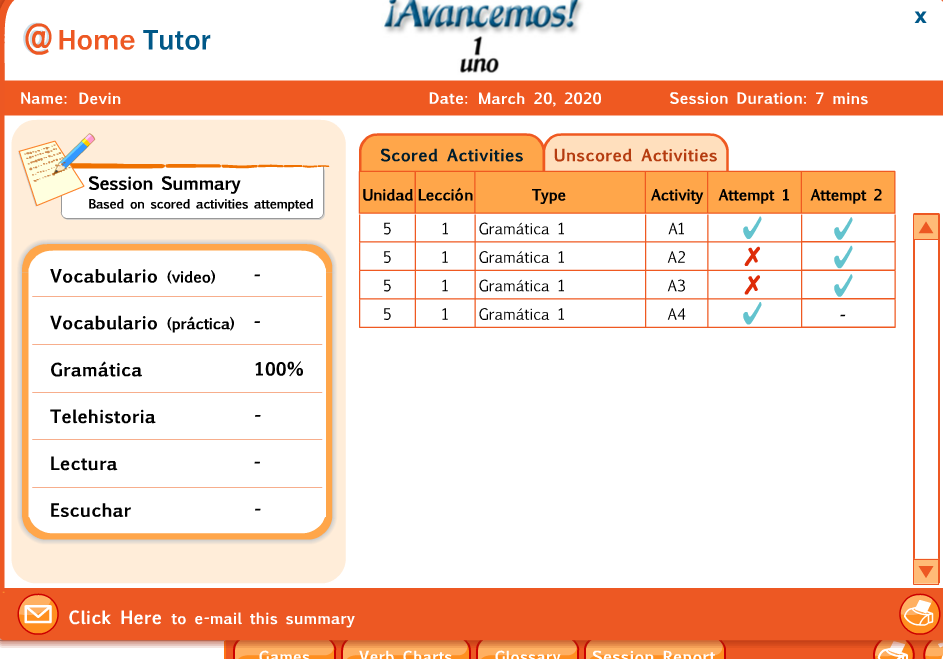 ¡Avancemos!
@Home Tutor
1
uno
x
Name: Devin
Date: March 20, 2020
Session Duration: 7 mins
Session Summary
Based on scored activities attempted
Vocabulario (video) -
Vocabulario (práctica) -
Gramática 100%
Telehistoria -
Lectura -
Escuchar -
Scored Activities Unscored Activities
Unidad Lección Type Activity Attempt 1 Attempt 2
5 1 Gramática 1 A1 ✓ ✓
5 1 Gramática 1 A2 ✗ ✓
5 1 Gramática 1 A3 ✗ ✓
5 1 Gramática 1 A4 ✓ -
Click Here to e-mail this summary
Games Verb Charts Glossary Session Report